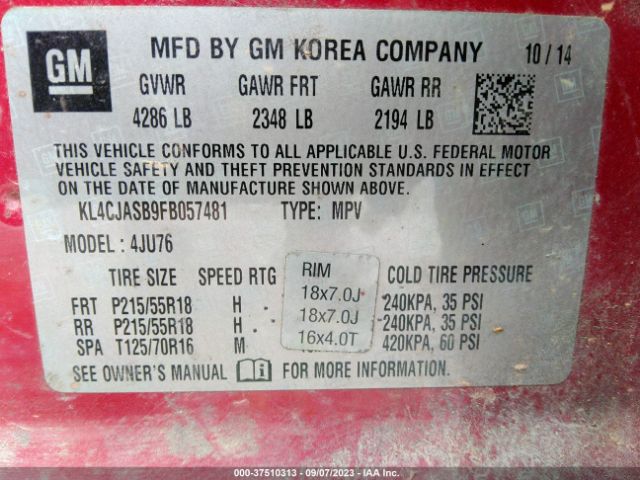 GM
MFD BY GM KOREA COMPANY 10/14
GVWR GAWR FRT GAWR RR
4286 LB 2348 LB 2194 LB
THIS VEHICLE CONFORMS TO ALL APPLICABLE U.S. FEDERAL MOTOR
VEHICLE SAFETY AND THEFT PREVENTION STANDARDS IN EFFECT
ON THE DATE OF MANUFACTURE SHOWN ABOVE.
KL4CJASB9FB057481 TYPE: MPV
MODEL: 4JU76
TIRE SIZE SPEED RTG RIM COLD TIRE PRESSURE
FRT P215/55R18 H 18x7.0J 240KPA, 35 PSI
RR P215/55R18 H 18x7.0J 240KPA, 35 PSI
SPA T125/70R16 M 16x4.0T 420KPA, 60 PSI
SEE OWNER'S MANUAL FOR MORE INFORMATION.
000-37510313 - 09/07/2023 - IAA Inc.